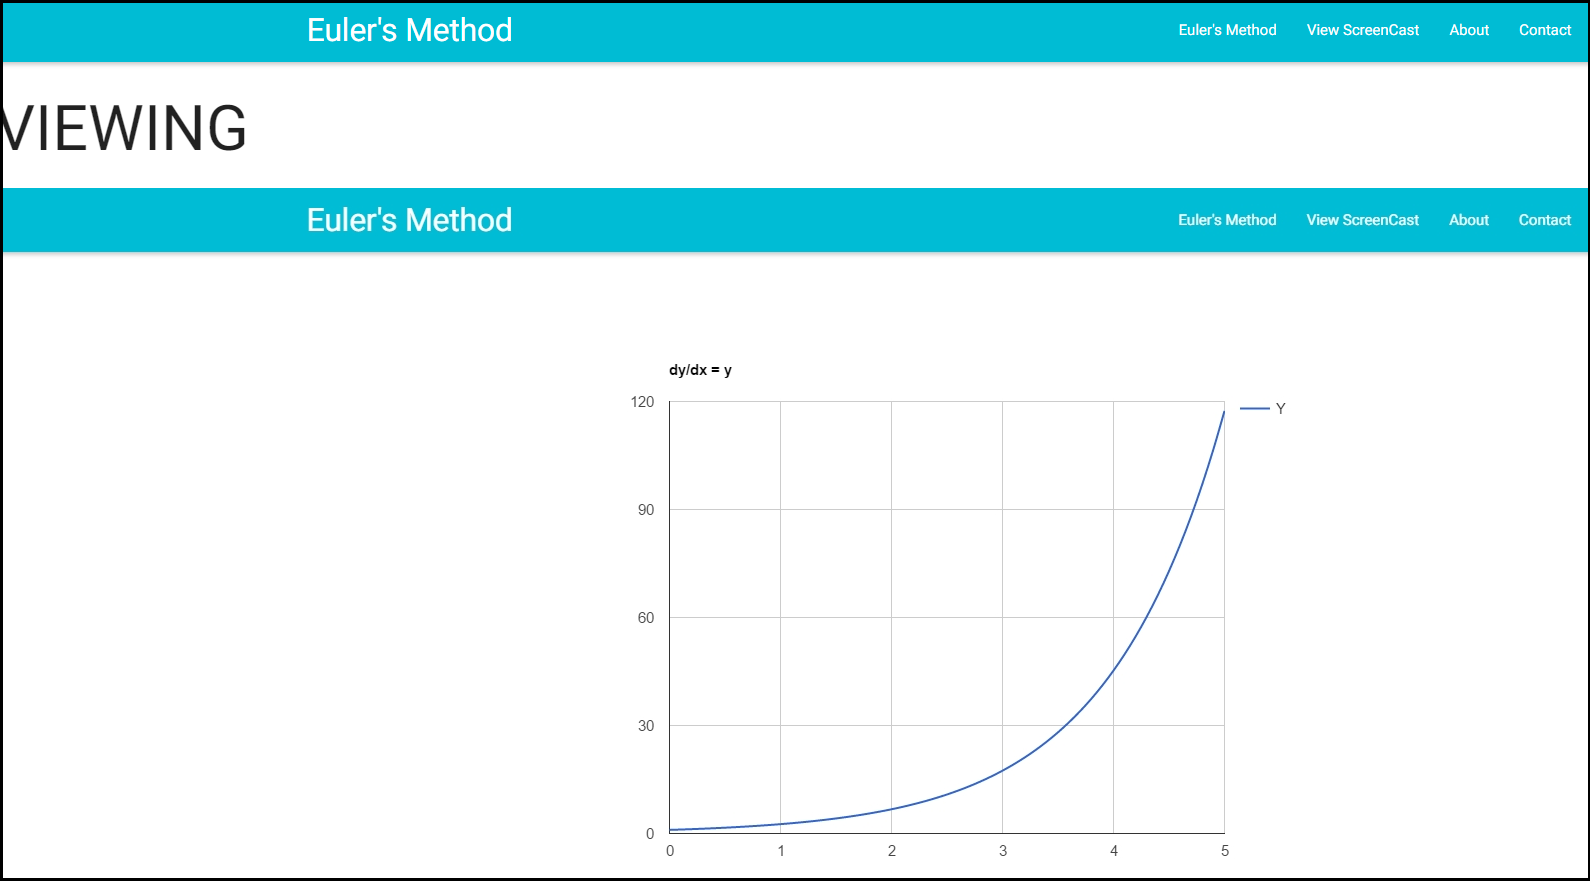 Euler's Method Euler's Method View ScreenCast About Contact
VIEWING
Euler's Method Euler's Method View ScreenCast About Contact
dy/dx = y
120 Y
90
60
30
0
0 1 2 3 4 5